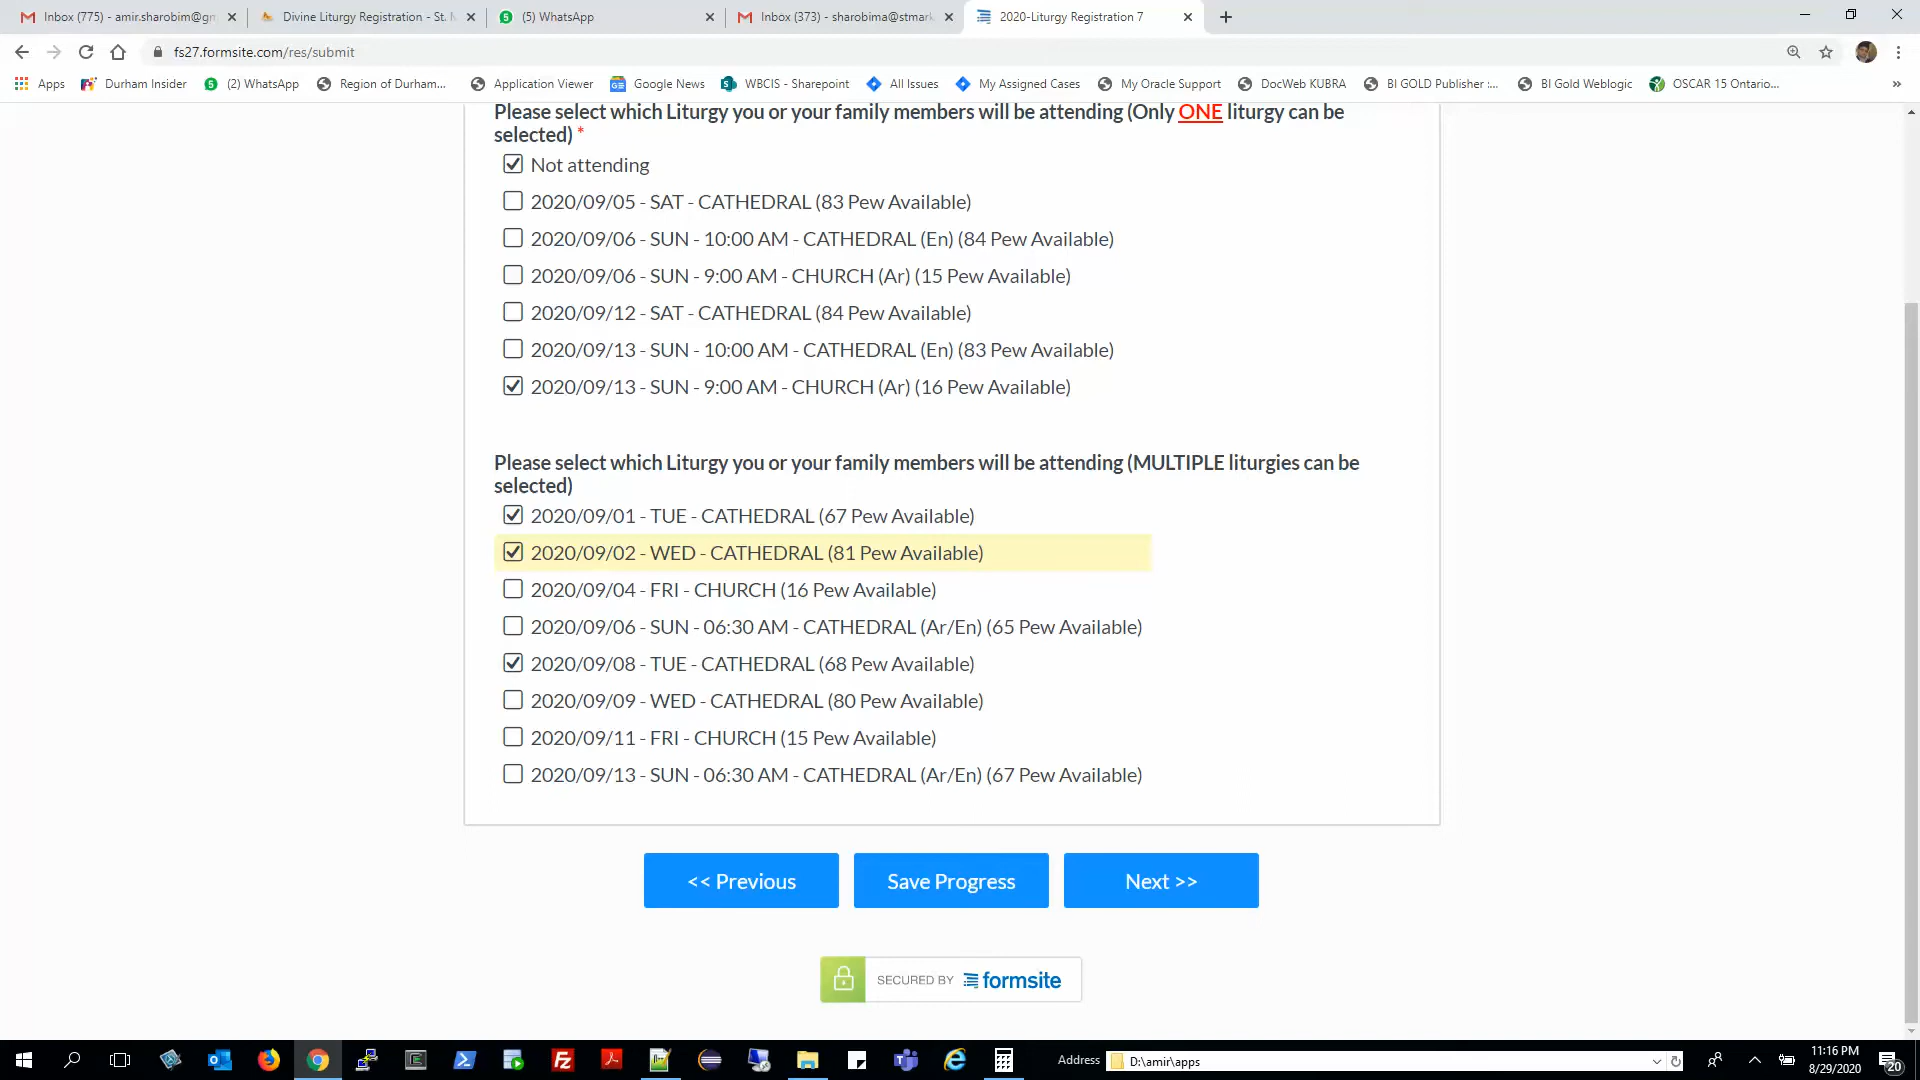 Inbox (775) - amir.sharobim@gn
Divine Liturgy Registration - St. M
(5) WhatsApp
Inbox (373) - sharobima@stmark
2020-Liturgy Registration 7
fs27.formsite.com/res/submit
Apps
Durham Insider
(2) WhatsApp
Region of Durham...
Application Viewer
Google News
WBCIS - Sharepoint
All Issues
My Assigned Cases
My Oracle Support
DocWeb KUBRA
BI GOLD Publisher :...
BI Gold Weblogic
OSCAR 15 Ontario...
»
Please select which Liturgy you or your family members will be attending (Only ONE liturgy can be
selected) *
Not attending
2020/09/05 - SAT - CATHEDRAL (83 Pew Available)
2020/09/06 - SUN - 10:00 AM - CATHEDRAL (En) (84 Pew Available)
2020/09/06 - SUN - 9:00 AM - CHURCH (Ar) (15 Pew Available)
2020/09/12 - SAT - CATHEDRAL (84 Pew Available)
2020/09/13 - SUN - 10:00 AM - CATHEDRAL (En) (83 Pew Available)
2020/09/13 - SUN - 9:00 AM - CHURCH (Ar) (16 Pew Available)
Please select which Liturgy you or your family members will be attending (MULTIPLE liturgies can be
selected)
2020/09/01 - TUE - CATHEDRAL (67 Pew Available)
2020/09/02 - WED - CATHEDRAL (81 Pew Available)
2020/09/04 - FRI - CHURCH (16 Pew Available)
2020/09/06 - SUN - 06:30 AM - CATHEDRAL (Ar/En) (65 Pew Available)
2020/09/08 - TUE - CATHEDRAL (68 Pew Available)
2020/09/09 - WED - CATHEDRAL (80 Pew Available)
2020/09/11 - FRI - CHURCH (15 Pew Available)
2020/09/13 - SUN - 06:30 AM - CATHEDRAL (Ar/En) (67 Pew Available)
<< Previous
Save Progress
Next >>
SECURED BY formsite
Address
D:\amir\apps
11:16 PM
8/29/2020
20